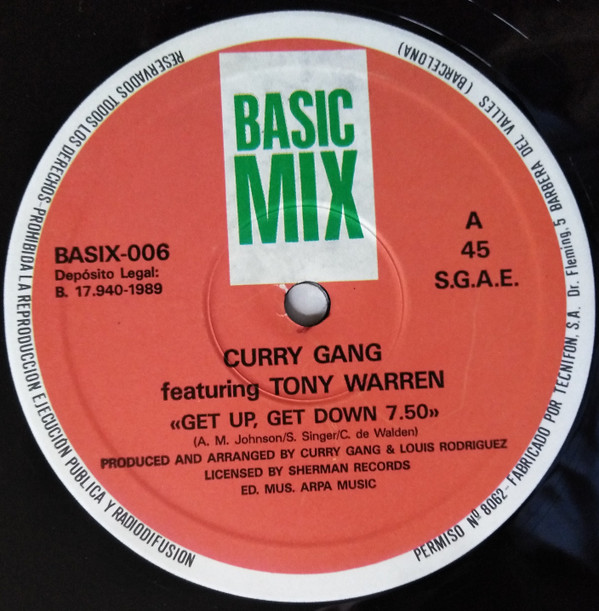 BASIC
MIX
BASIX-006
Depósito Legal:
B. 17.940-1989
A
45
S.G.A.E.
CURRY GANG
featuring TONY WARREN
«GET UP, GET DOWN 7.50»
(A. M. Johnson/S. Singer/C. de Walden)
PRODUCED AND ARRANGED BY CURRY GANG & LOUIS RODRIGUEZ
LICENSED BY SHERMAN RECORDS
ED. MUS. ARPA MUSIC
RESERVADOS TODOS LOS DERECHOS-PROHIBIDA LA REPRODUCCION EJECUCION PUBLICA Y RADIODIFUSION
PERMISO Nº 8062-FABRICADO POR TECNIFON, S.A. Dr. Fleming, 5 BARBERA DEL VALLES (BARCELONA)